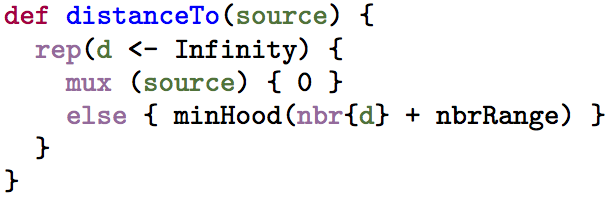 def distanceTo(source) {
  rep(d <- Infinity) {
    mux (source) { 0 }
    else { minHood(nbr{d} + nbrRange) }
  }
}